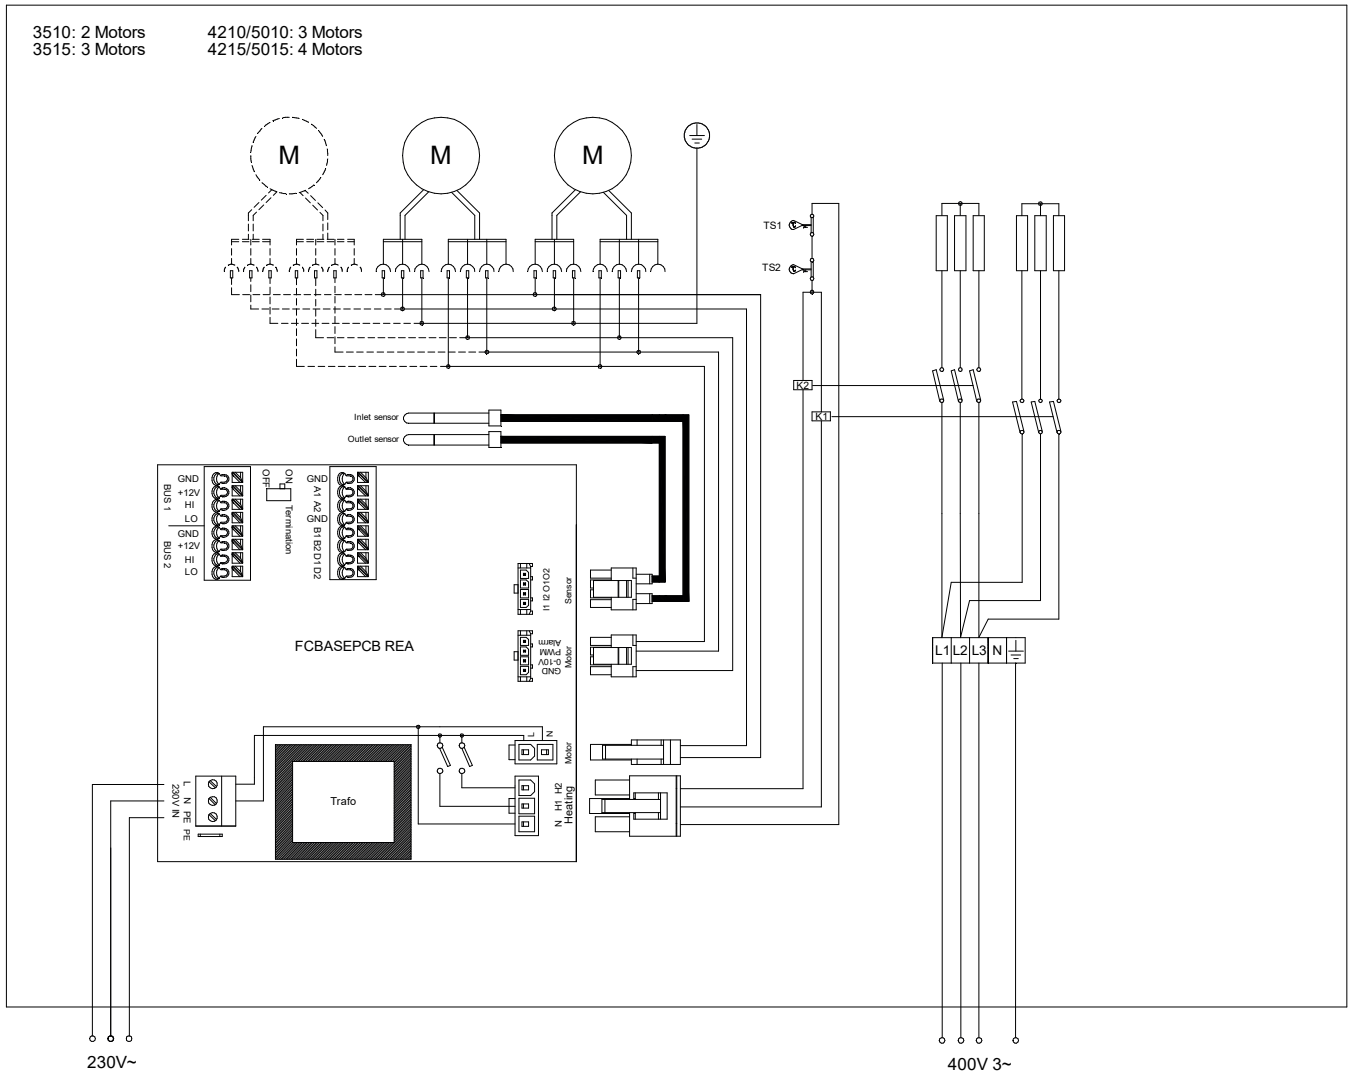 3510: 2 Motors
4210/5010: 3 Motors
3515: 3 Motors
4215/5015: 4 Motors
M
M
M
TS1
TS2
K2
K1
Inlet sensor
Outlet sensor
BUS 1
GND
+12V
HI
LO
BUS 2
GND
+12V
HI
LO
OFF
ON
Termination
GND
A1
A2
GND
B1
B2
D1
D2
I1 I2 O1O2
Sensor
FCBASEPCB REA
Alarm
PWM
0-10V
GND
Motor
L1
L2
L3
N
L
N
Motor
Trafo
H2
H1
N
Heating
230V IN
L
N
PE
PE
230V~
400V 3~